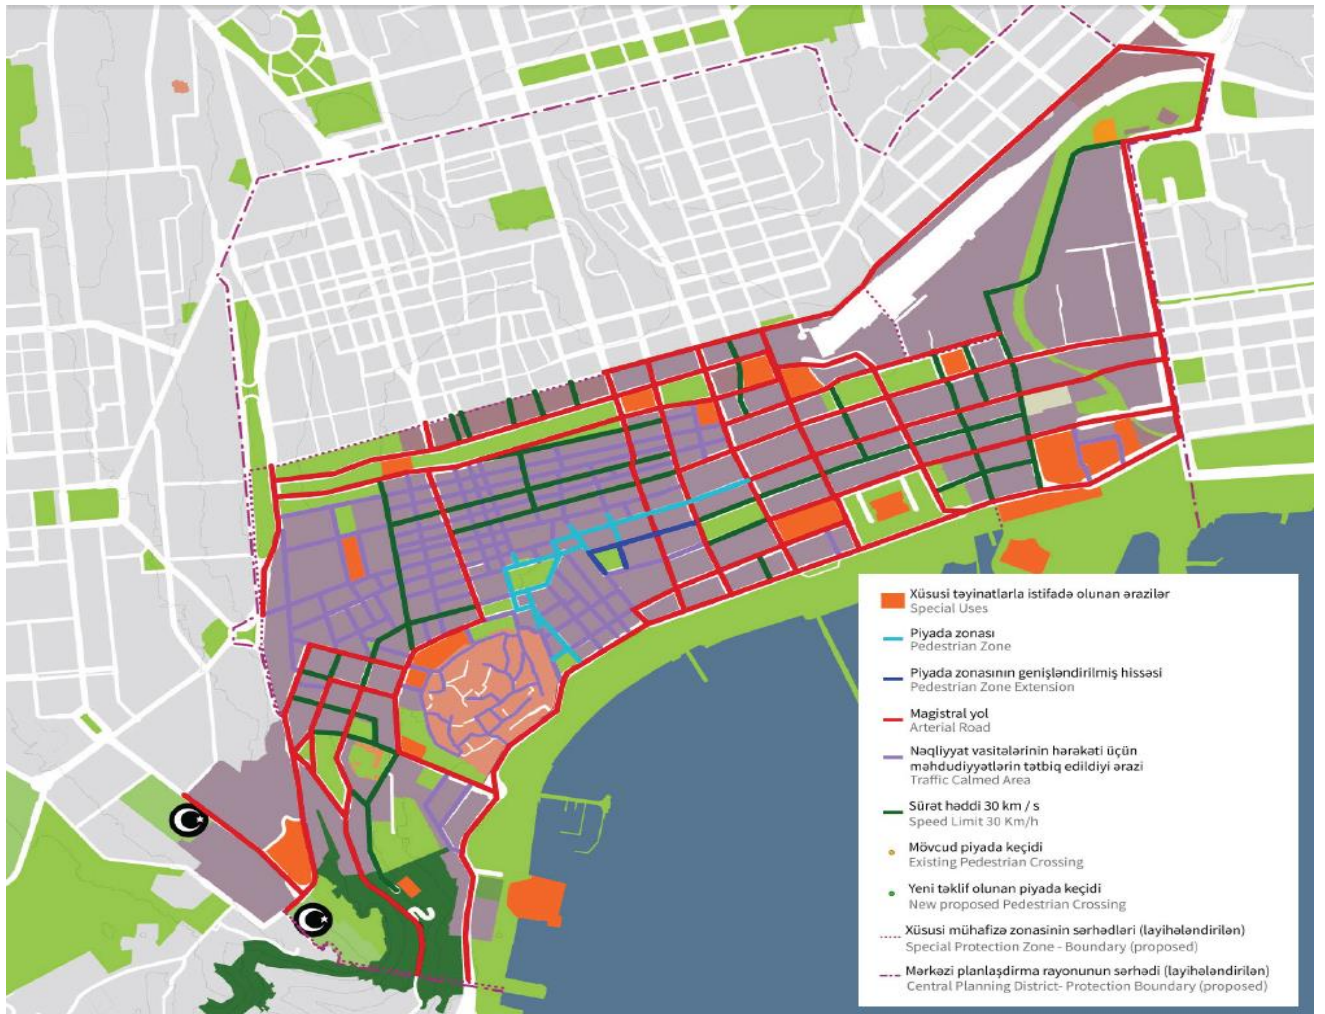 Xüsusi təyinatlarla istifadə olunan ərazilər
Special Uses
Piyada zonası
Pedestrian Zone
Piyada zonasının genişləndirilmiş hissəsi
Pedestrian Zone Extension
Magistral yol
Arterial Road
Nəqliyyat vasitələrinin hərəkəti üçün
məhdudiyyətlərin tətbiq edildiyi ərazi
Traffic Calmed Area
Sürət həddi 30 km / s
Speed Limit 30 Km/h
Mövcud piyada keçidi
Existing Pedestrian Crossing
Yeni təklif olunan piyada keçidi
New proposed Pedestrian Crossing
Xüsusi mühafizə zonasinin sərhədləri (layihələndirilən)
Special Protection Zone - Boundary (proposed)
Mərkəzi planlaşdirma rayonunun sərhədi (layihələndirilən)
Central Planning District- Protection Boundary (proposed)